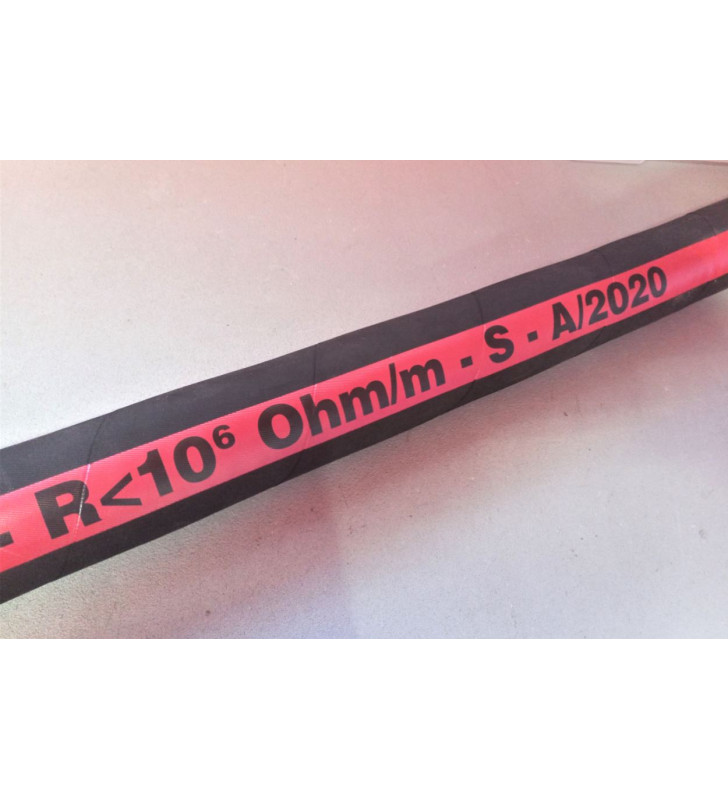 - R<10⁶ Ohm/m - S - A/2020